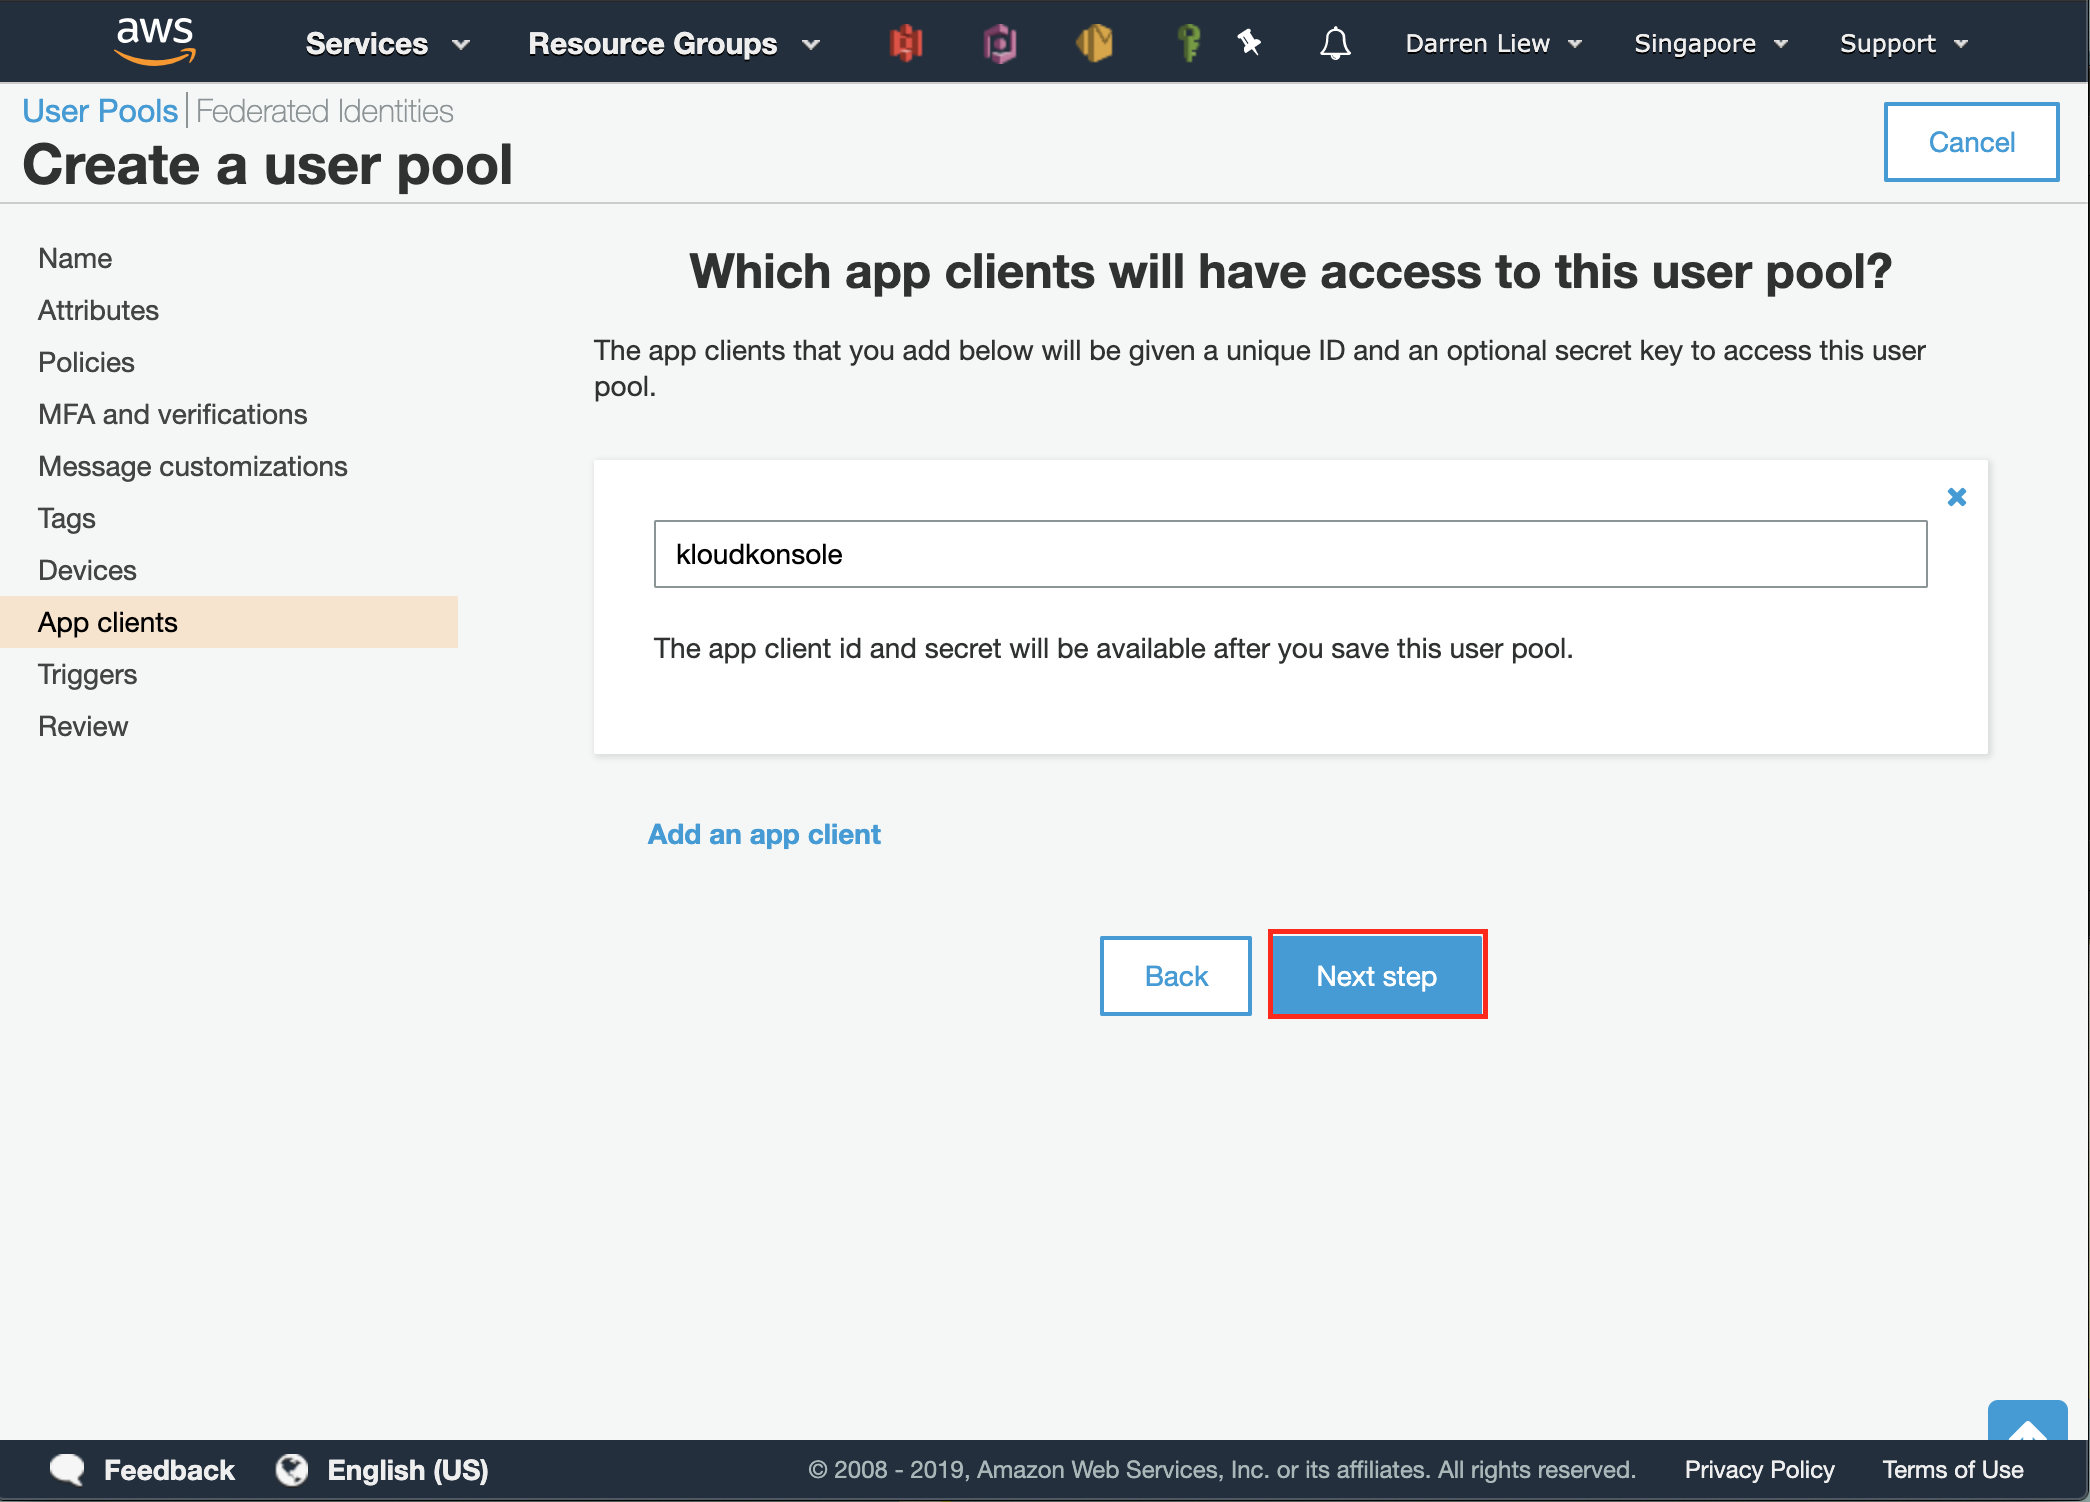 aws
Services
Resource Groups
Darren Liew
Singapore
Support
User Pools | Federated Identities
Create a user pool
Cancel
Name
Attributes
Policies
MFA and verifications
Message customizations
Tags
Devices
App clients
Triggers
Review
Which app clients will have access to this user pool?
The app clients that you add below will be given a unique ID and an optional secret key to access this user
pool.
kloudkonsole
The app client id and secret will be available after you save this user pool.
Add an app client
Back
Next step
Feedback
English (US)
© 2008 - 2019, Amazon Web Services, Inc. or its affiliates. All rights reserved.
Privacy Policy
Terms of Use